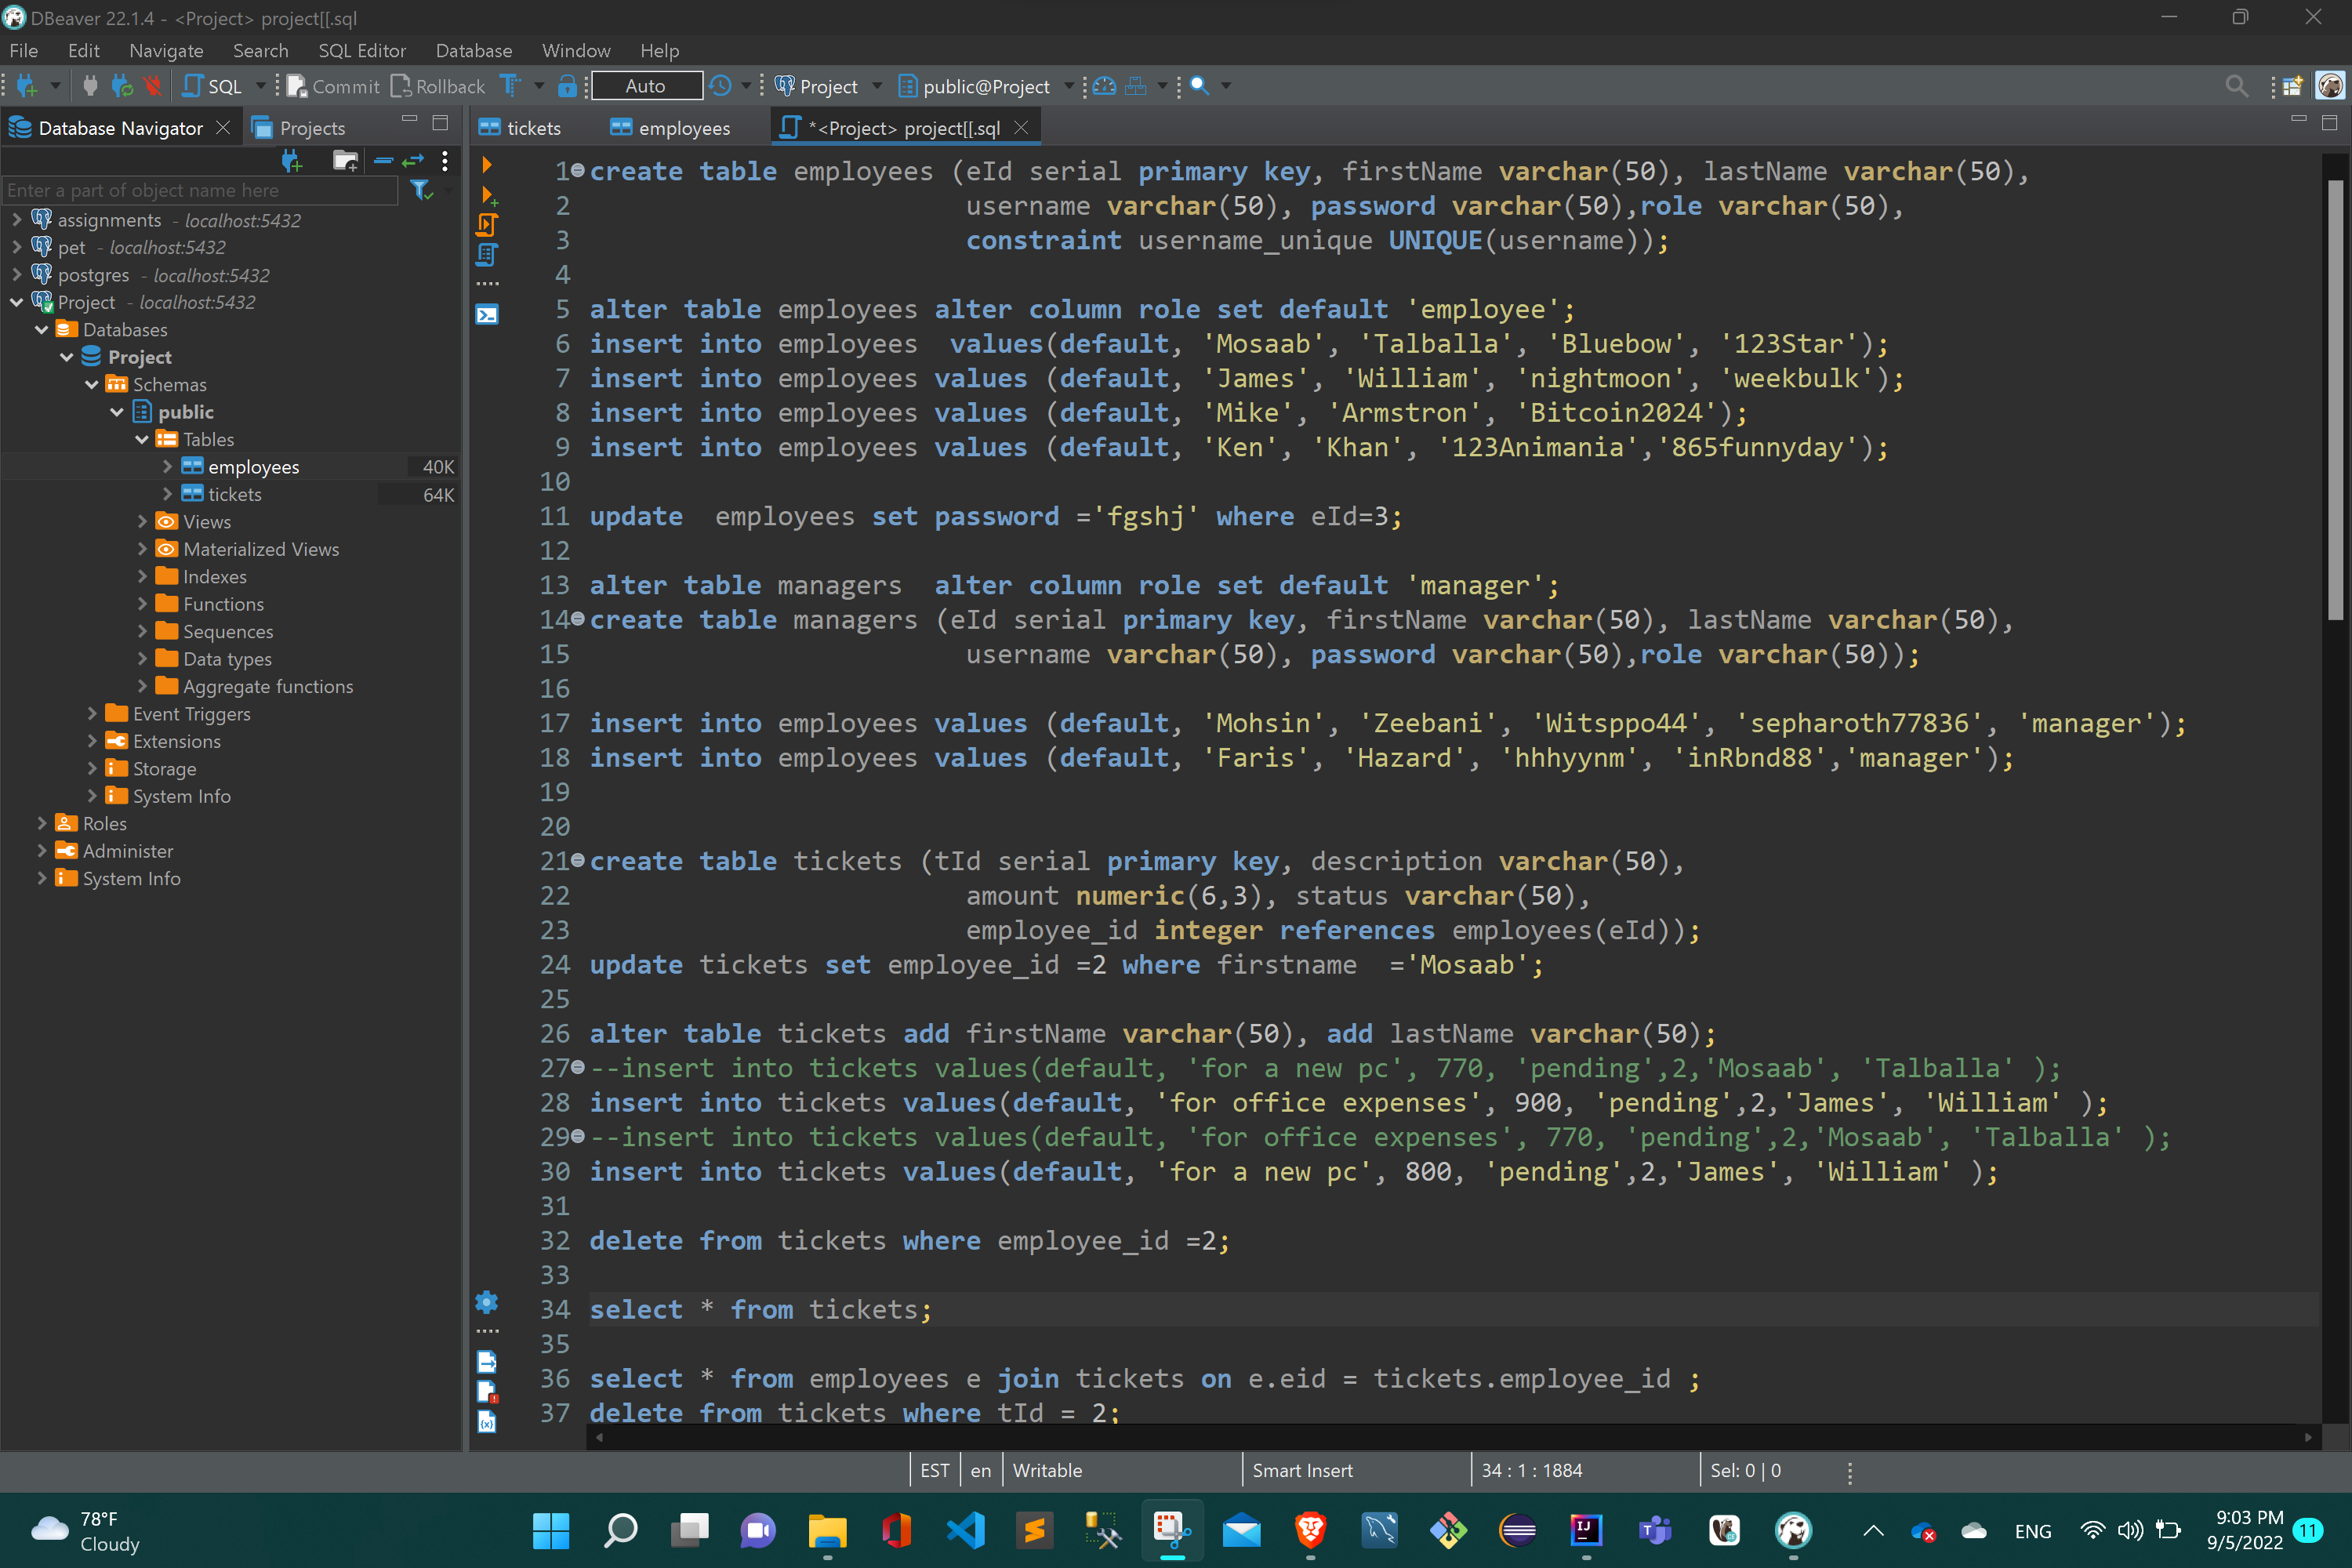 DBeaver 22.1.4 - <Project> project[[.sql
File Edit Navigate Search SQL Editor Database Window Help
SQL Commit Rollback Auto Project public@Project
Database Navigator Projects tickets employees *<Project> project[[.sql
Enter a part of object name here
assignments - localhost:5432
pet - localhost:5432
postgres - localhost:5432
Project - localhost:5432
Databases
Project
Schemas
public
Tables
employees 40K
tickets 64K
Views
Materialized Views
Indexes
Functions
Sequences
Data types
Aggregate functions
Event Triggers
Extensions
Storage
System Info
Roles
Administer
System Info
1 create table employees (eId serial primary key, firstName varchar(50), lastName varchar(50),
2 username varchar(50), password varchar(50),role varchar(50),
3 constraint username_unique UNIQUE(username));
4
5 alter table employees alter column role set default 'employee';
6 insert into employees  values(default, 'Mosaab', 'Talballa', 'Bluebow', '123Star');
7 insert into employees values (default, 'James', 'William', 'nightmoon', 'weekbulk');
8 insert into employees values (default, 'Mike', 'Armstron', 'Bitcoin2024');
9 insert into employees values (default, 'Ken', 'Khan', '123Animania','865funnyday');
10
11 update  employees set password ='fgshj' where eId=3;
12
13 alter table managers  alter column role set default 'manager';
14 create table managers (eId serial primary key, firstName varchar(50), lastName varchar(50),
15 username varchar(50), password varchar(50),role varchar(50));
16
17 insert into employees values (default, 'Mohsin', 'Zeebani', 'Witsppo44', 'sepharoth77836', 'manager');
18 insert into employees values (default, 'Faris', 'Hazard', 'hhhyynm', 'inRbnd88','manager');
19
20
21 create table tickets (tId serial primary key, description varchar(50),
22 amount numeric(6,3), status varchar(50),
23 employee_id integer references employees(eId));
24 update tickets set employee_id =2 where firstname  ='Mosaab';
25
26 alter table tickets add firstName varchar(50), add lastName varchar(50);
27 --insert into tickets values(default, 'for a new pc', 770, 'pending',2,'Mosaab', 'Talballa' );
28 insert into tickets values(default, 'for office expenses', 900, 'pending',2,'James', 'William' );
29 --insert into tickets values(default, 'for office expenses', 770, 'pending',2,'Mosaab', 'Talballa' );
30 insert into tickets values(default, 'for a new pc', 800, 'pending',2,'James', 'William' );
31
32 delete from tickets where employee_id =2;
33
34 select * from tickets;
35
36 select * from employees e join tickets on e.eid = tickets.employee_id ;
37 delete from tickets where tId = 2;
EST en Writable Smart Insert 34 : 1 : 1884 Sel: 0 | 0
78°F
Cloudy
ENG
9:03 PM
9/5/2022
11